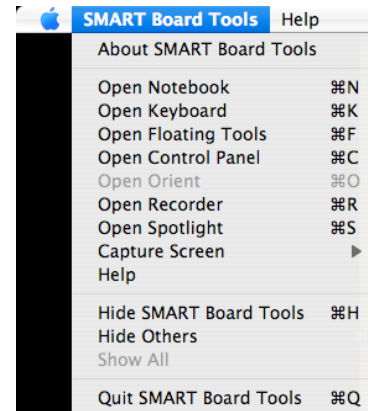 SMART Board Tools Help
About SMART Board Tools
Open Notebook ⌘N
Open Keyboard ⌘K
Open Floating Tools ⌘F
Open Control Panel ⌘C
Open Orient ⌘O
Open Recorder ⌘R
Open Spotlight ⌘S
Capture Screen ▶
Help
Hide SMART Board Tools ⌘H
Hide Others
Show All
Quit SMART Board Tools ⌘Q